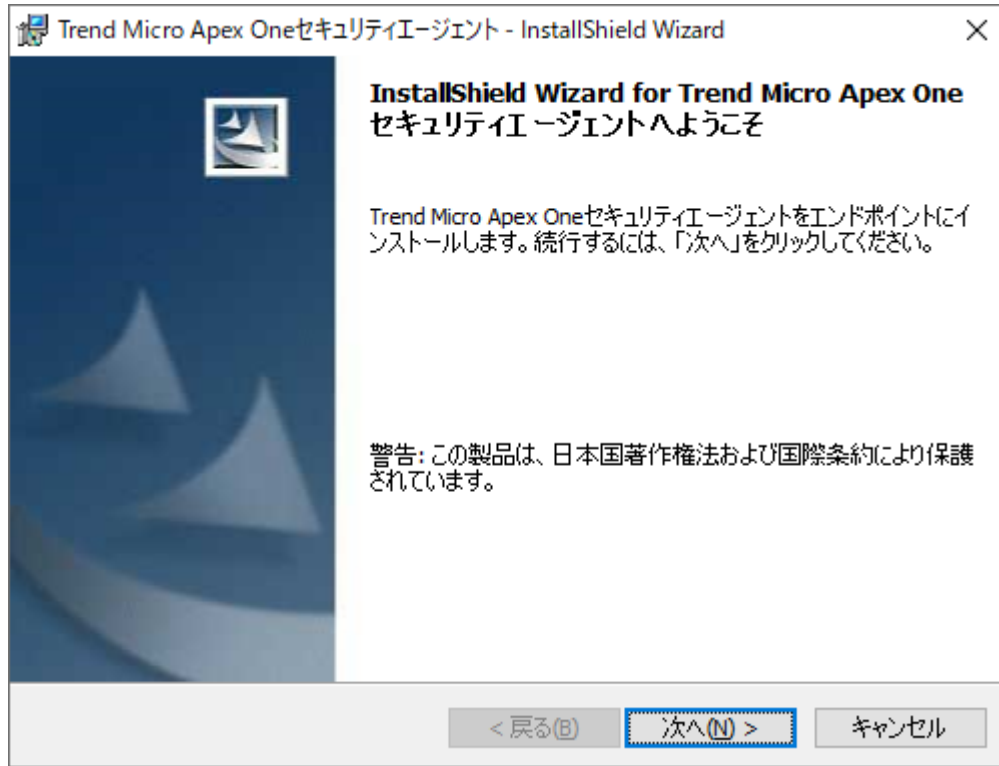 Trend Micro Apex Oneセキュリティエージェント - InstallShield Wizard
InstallShield Wizard for Trend Micro Apex One
セキュリティエージェントへようこそ
Trend Micro Apex Oneセキュリティエージェントをエンドポイントにイ
ンストールします。続行するには、「次へ」をクリックしてください。
警告: この製品は、日本国著作権法および国際条約により保護
されています。
< 戻る(B)
次へ(N) >
キャンセル